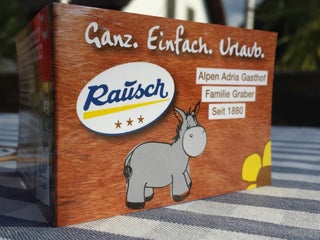 Ganz. Einfach. Urlaub.
Rausch
Alpen Adria Gasthof
Familie Graber
Seit 1880